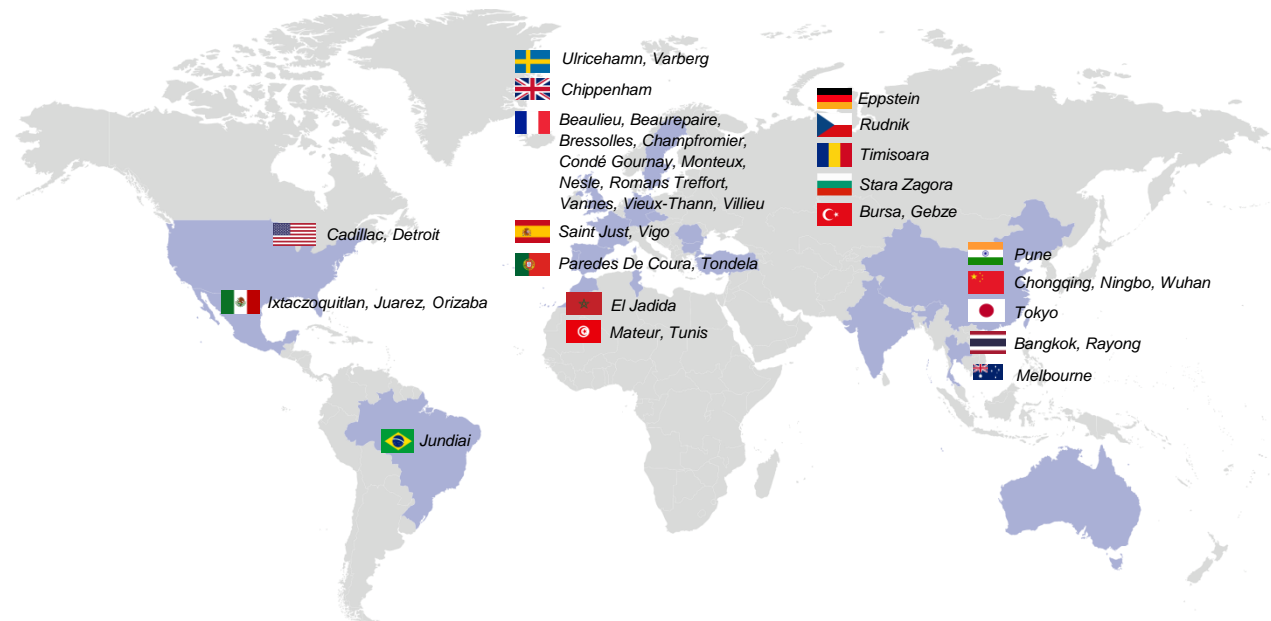 Ulricehamn, Varberg
Chippenham
Beaulieu, Beaurepaire,
Bressolles, Champfromier,
Condé Gournay, Monteux,
Nesle, Romans Treffort,
Vannes, Vieux-Thann, Villieu
Saint Just, Vigo
Paredes De Coura, Tondela
El Jadida
Mateur, Tunis
Eppstein
Rudnik
Timisoara
Stara Zagora
Bursa, Gebze
Cadillac, Detroit
Ixtaczoquitlan, Juarez, Orizaba
Jundiai
Pune
Chongqing, Ningbo, Wuhan
Tokyo
Bangkok, Rayong
Melbourne